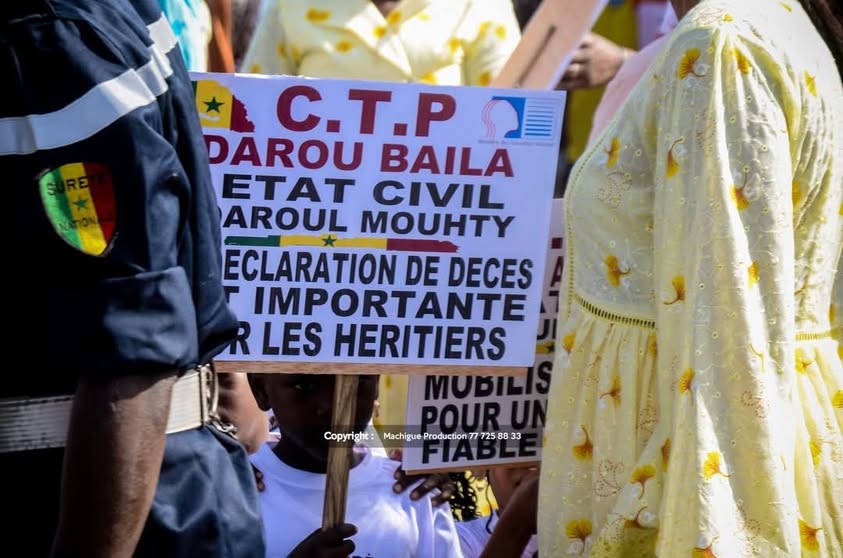 SURETE
NATIONALE
C.T.P
DAROU BAILA
ETAT CIVIL
DAROUL MOUHTY
ECLARATION DE DECES
T IMPORTANTE
R LES HERITIERS
MOBILIS
POUR UN
FIABLE
Copyright : Machigue Production 77 725 88 33